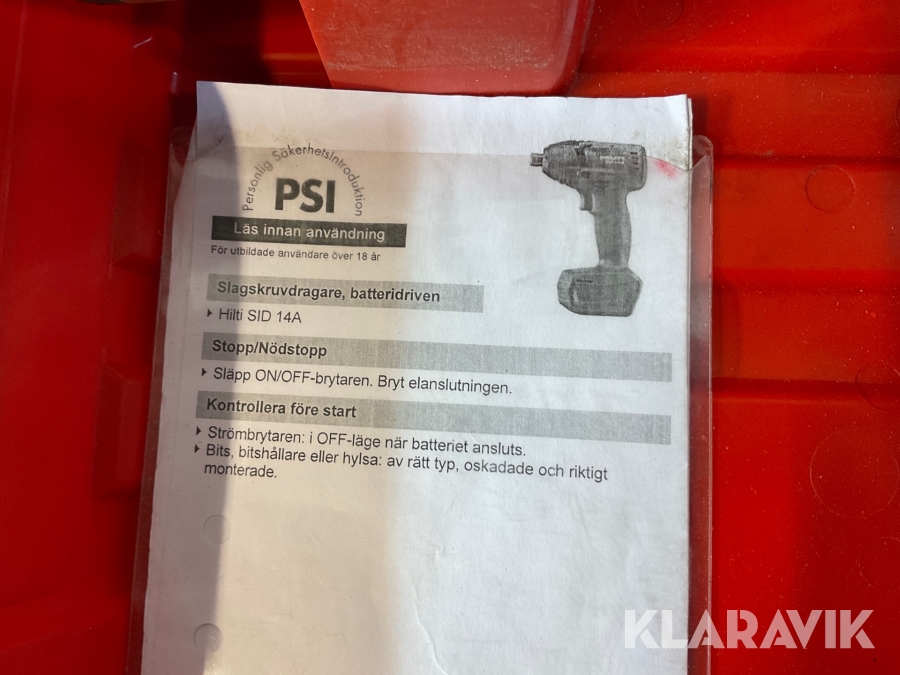 Personlig Säkerhetsintroduktion
PSI
Läs innan användning
För utbildade användare över 18 år
Slagskruvdragare, batteridriven
Hilti SID 14A
Stopp/Nödstopp
Släpp ON/OFF-brytaren. Bryt elanslutningen.
Kontrollera före start
Strömbrytaren: i OFF-läge när batteriet ansluts.
Bits, bitshållare eller hylsa: av rätt typ, oskadade och riktigt
monterade.
KLARAVIK